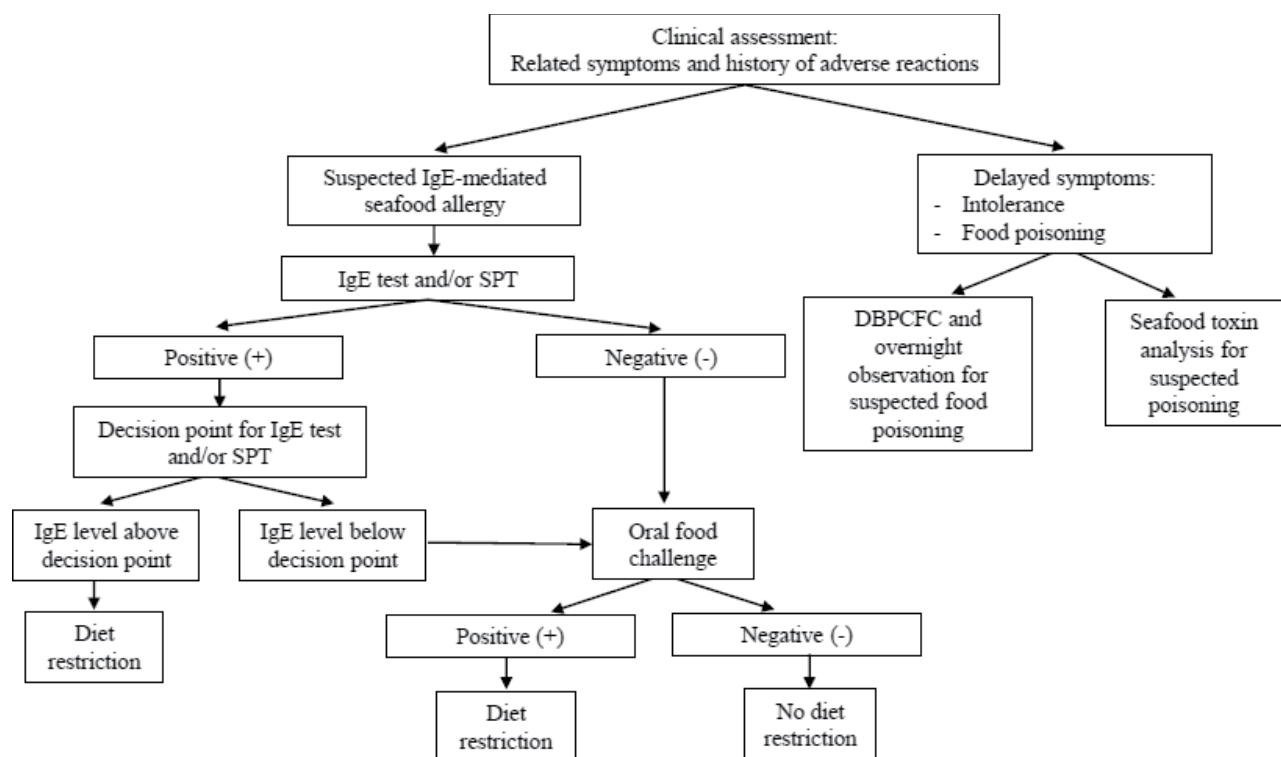 Clinical assessment:
Related symptoms and history of adverse reactions
Suspected IgE-mediated
seafood allergy
Delayed symptoms:
- Intolerance
- Food poisoning
IgE test and/or SPT
DBPCFC and
overnight
observation for
suspected food
poisoning
Seafood toxin
analysis for
suspected
poisoning
Positive (+)
Negative (-)
Decision point for IgE test
and/or SPT
IgE level above
decision point
IgE level below
decision point
Oral food
challenge
Diet
restriction
Positive (+)
Negative (-)
Diet
restriction
No diet
restriction